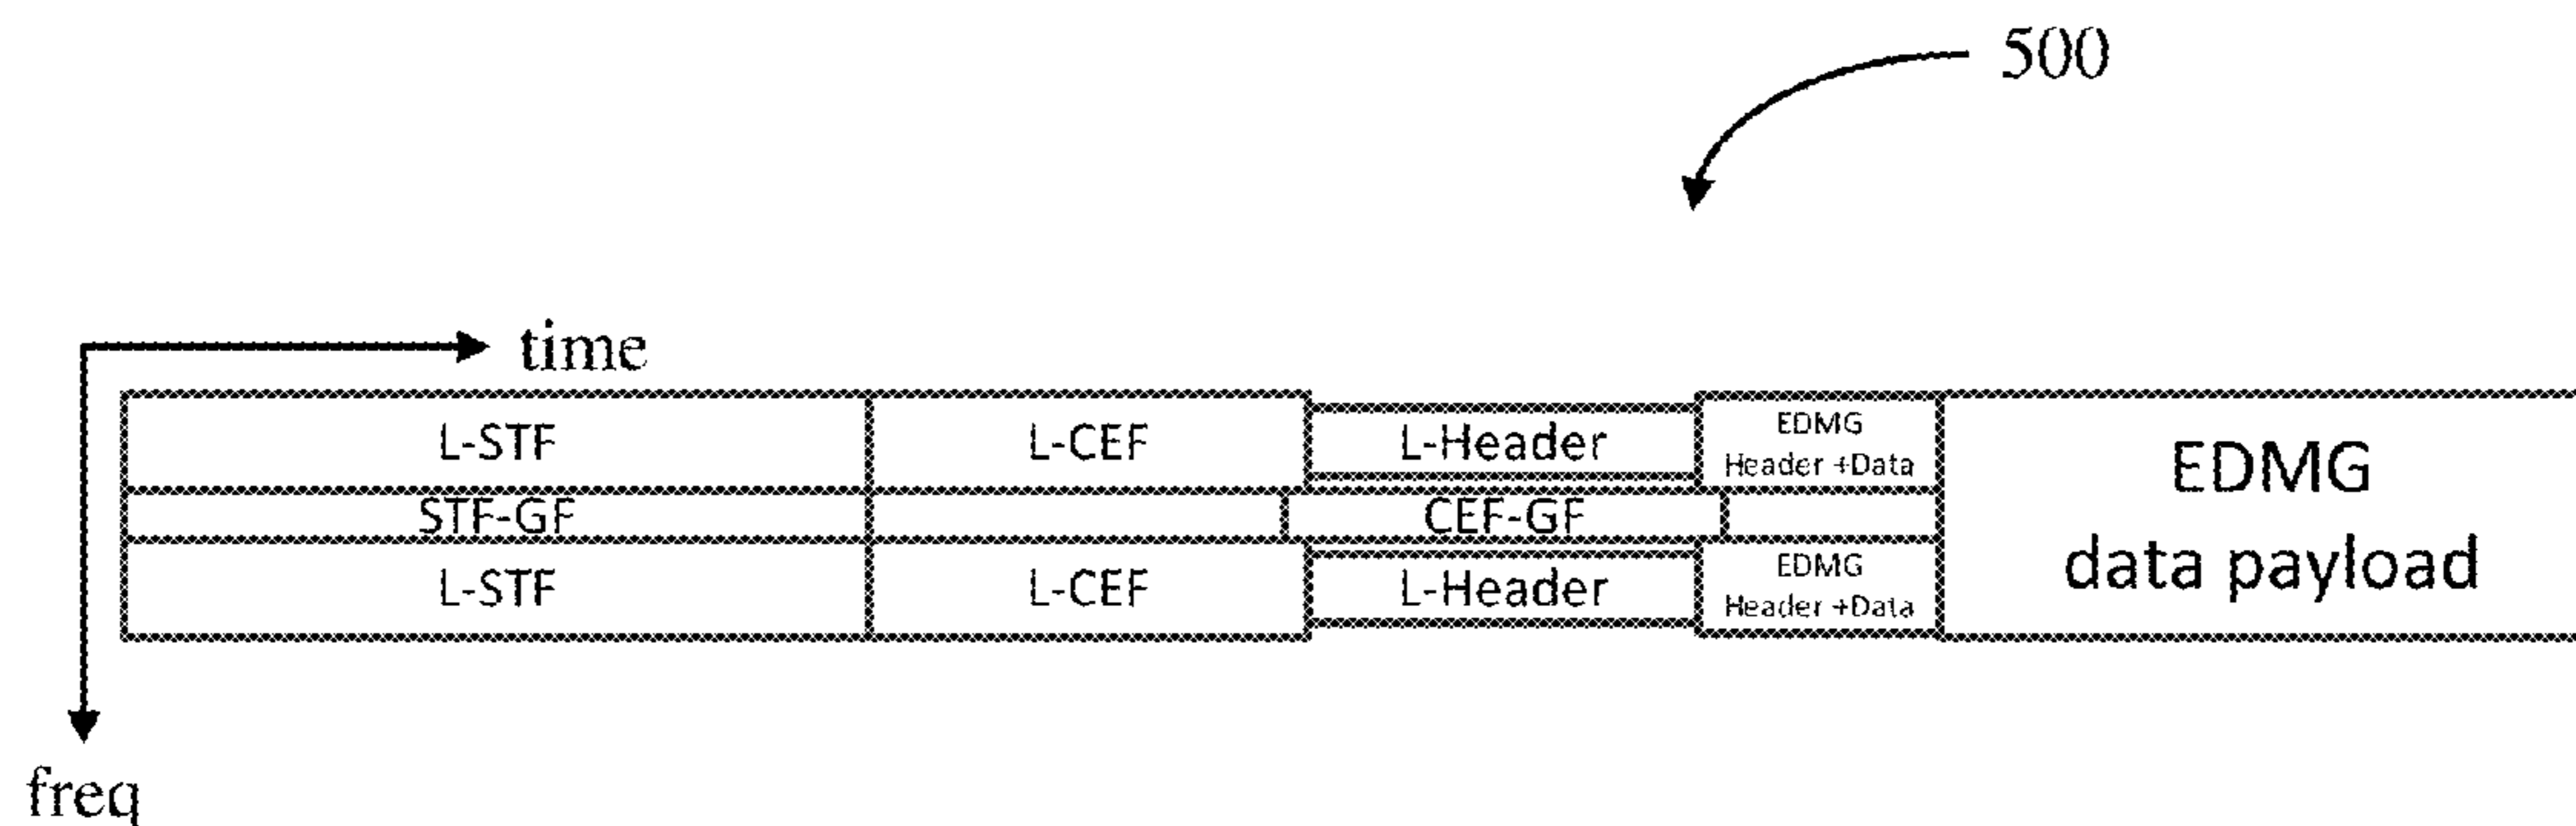 500
time
L-STF
L-CEF
L-Header
EDMG
Header +Data
STF-GF
CEF-GF
EDMG
data payload
L-STF
L-CEF
L-Header
EDMG
Header +Data
freq